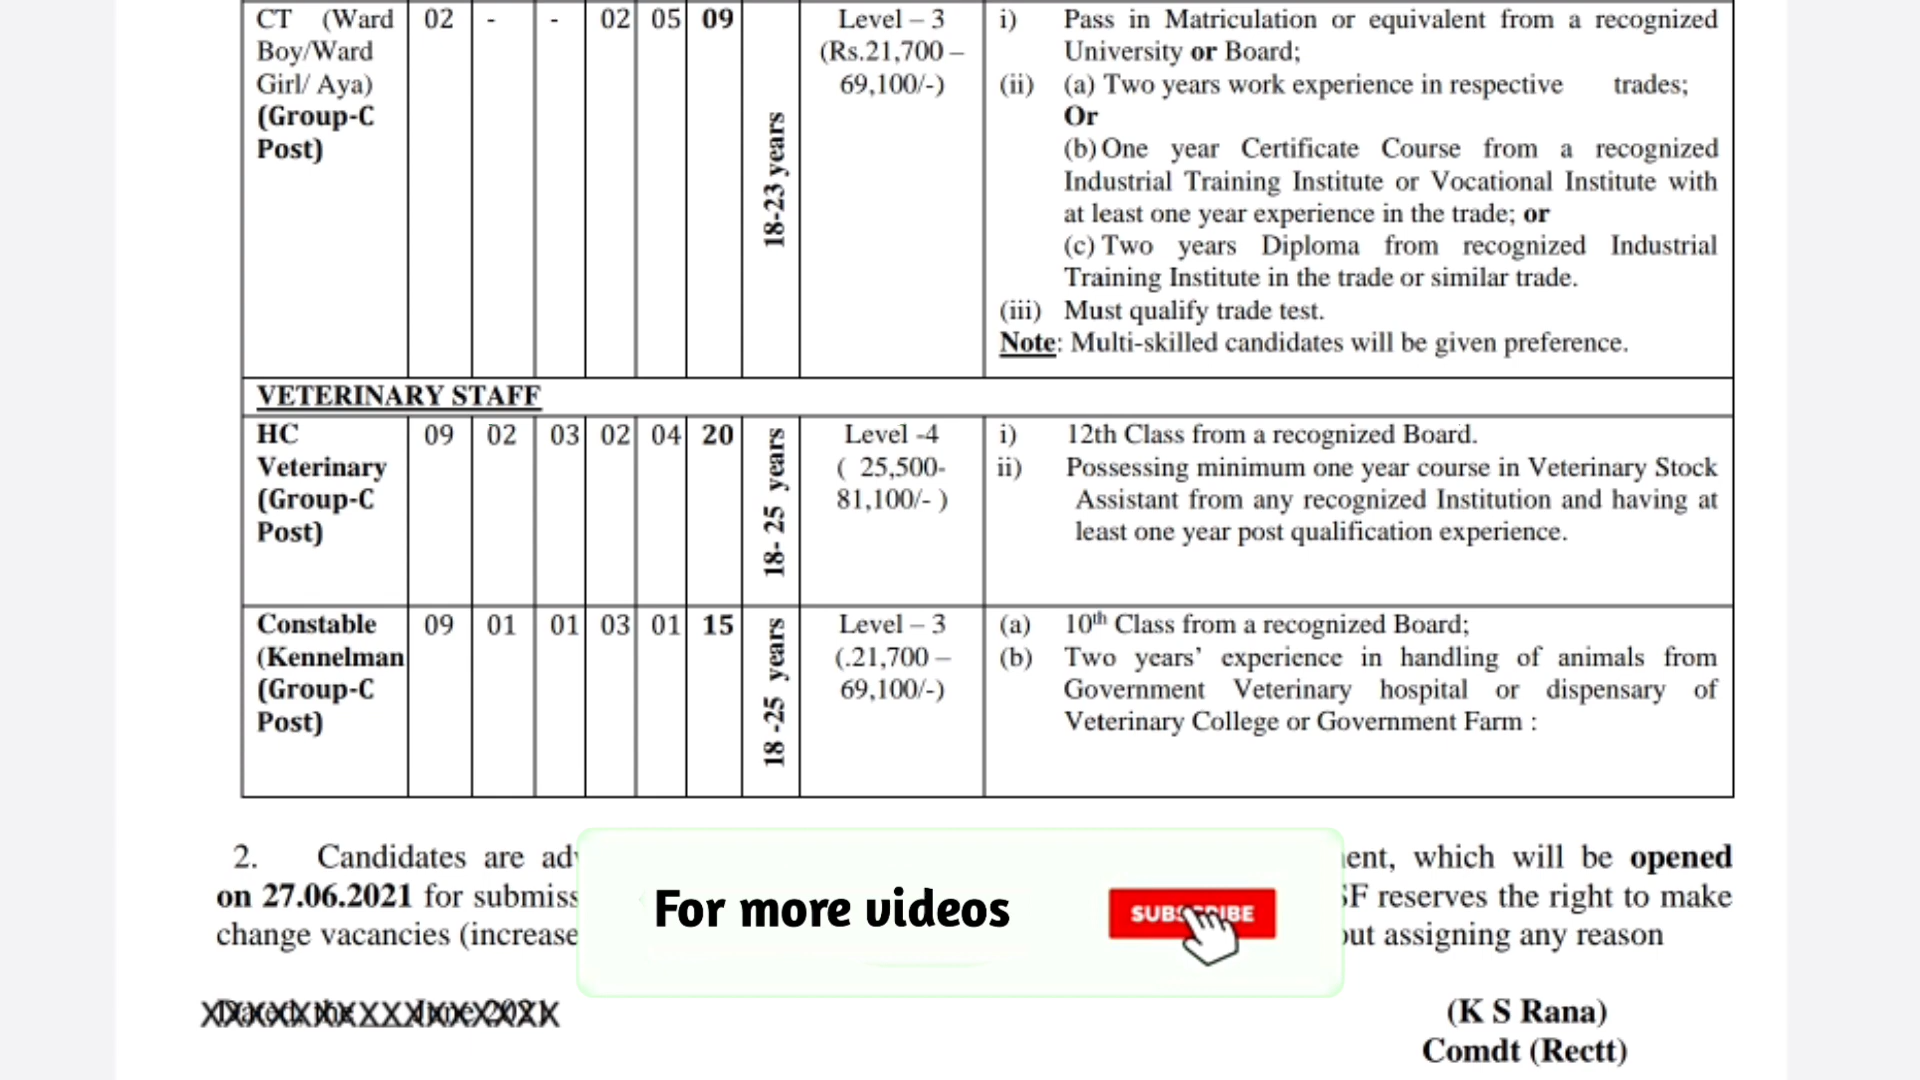 CT (Ward 02 - - 02 05 09 Level – 3 i) Pass in Matriculation or equivalent from a recognized
Boy/Ward (Rs.21,700 – University or Board;
Girl/ Aya) 69,100/-) (ii) (a) Two years work experience in respective trades;
(Group-C Or
Post) (b) One year Certificate Course from a recognized
18-23 years
Industrial Training Institute or Vocational Institute with
at least one year experience in the trade; or
(c) Two years Diploma from recognized Industrial
Training Institute in the trade or similar trade.
(iii) Must qualify trade test.
Note: Multi-skilled candidates will be given preference.
VETERINARY STAFF
HC 09 02 03 02 04 20 Level -4 i) 12th Class from a recognized Board.
Veterinary ( 25,500- ii) Possessing minimum one year course in Veterinary Stock
(Group-C 81,100/- ) Assistant from any recognized Institution and having at
Post) least one year post qualification experience.
18- 25 years
Constable 09 01 01 03 01 15 Level – 3 (a) 10th Class from a recognized Board;
(Kennelman (.21,700 – (b) Two years’ experience in handling of animals from
(Group-C 69,100/-) Government Veterinary hospital or dispensary of
Post) Veterinary College or Government Farm :
18 -25 years
2. Candidates are ent, which will be opened
on 27.06.2021 for reserves the right to make
change vacancies (increase assigning any reason
For more videos
SUBSCRIBE
(K S Rana)
Comdt (Rectt)